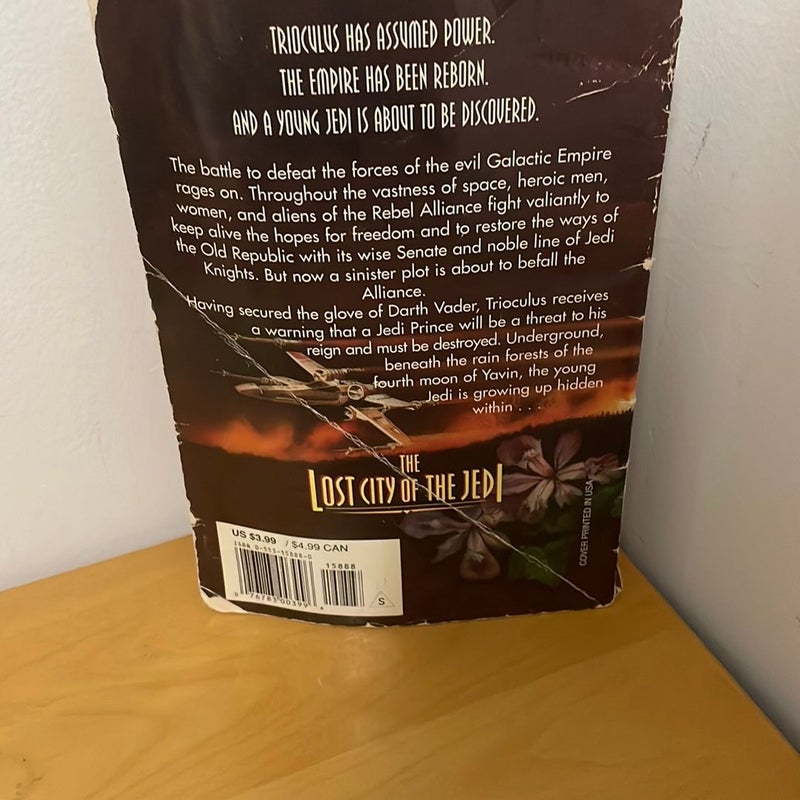 TRIOCULUS HAS ASSUMED POWER.
THE EMPIRE HAS BEEN REBORN.
AND A YOUNG JEDI IS ABOUT TO BE DISCOVERED.
The battle to defeat the forces of the evil Galactic Empire
rages on. Throughout the vastness of space, heroic men,
women, and aliens of the Rebel Alliance fight valiantly to
keep alive the hopes for freedom and to restore the ways of
the Old Republic with its wise Senate and noble line of Jedi
Knights. But now a sinister plot is about to befall the
Alliance.
Having secured the glove of Darth Vader, Trioculus receives
a warning that a Jedi Prince will be a threat to his
reign and must be destroyed. Underground,
beneath the rain forests of the
fourth moon of Yavin, the young
Jedi is growing up hidden
within . . .
THE
LOST CITY OF THE JEDI
US $3.99 / $4.99 CAN
ISBN 0-553-15888-0
15888
0 76783 00399 6
S
COVER PRINTED IN USA